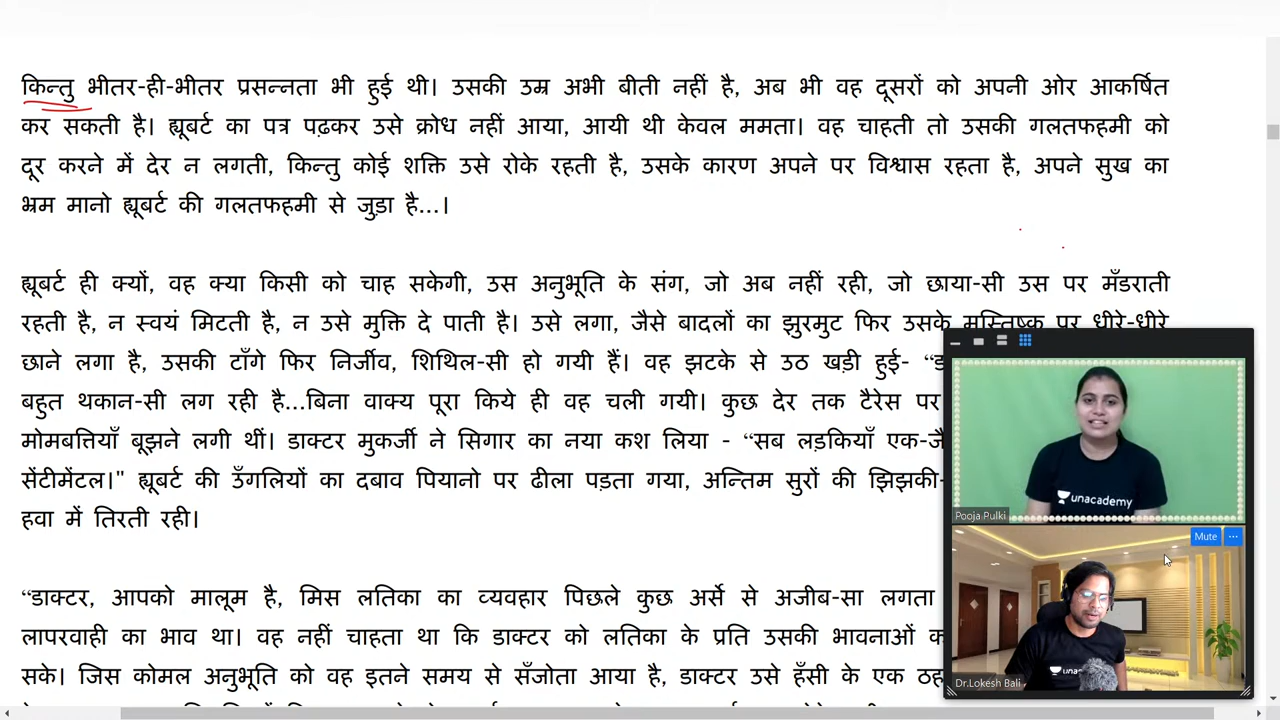 किन्तु भीतर-ही-भीतर प्रसन्नता भी हुई थी। उसकी उम्र अभी बीती नहीं है, अब भी वह दूसरों को अपनी ओर आकर्षित
कर सकती है। ह्यूबर्ट का पत्र पढ़कर उसे क्रोध नहीं आया, आयी थी केवल ममता। वह चाहती तो उसकी गलतफहमी को
दूर करने में देर न लगती, किन्तु कोई शक्ति उसे रोके रहती है, उसके कारण अपने पर विश्वास रहता है, अपने सुख का
भ्रम मानो ह्यूबर्ट की गलतफहमी से जुड़ा है...।
ह्यूबर्ट ही क्यों, वह क्या किसी को चाह सकेगी, उस अनुभूति के संग, जो अब नहीं रही, जो छाया-सी उस पर मँडराती
रहती है, न स्वयं मिटती है, न उसे मुक्ति दे पाती है। उसे लगा, जैसे बादलों का झुरमुट फिर उसके मस्तिष्क पर धीरे-धीरे
छाने लगा है, उसकी टाँगे फिर निर्जीव, शिथिल-सी हो गयी हैं। वह झटके से उठ खड़ी हुई-
बहुत थकान-सी लग रही है...बिना वाक्य पूरा किये ही वह चली गयी। कुछ देर तक टैरेस पर
मोमबत्तियाँ बूझने लगी थीं। डाक्टर मुकर्जी ने सिगार का नया कश लिया - “सब लड़कियाँ
सेंटीमेंटल।" ह्यूबर्ट की उँगलियों का दबाव पियानो पर ढीला पड़ता गया, अन्तिम सुरों की
हवा में तिरती रही।
“डाक्टर, आपको मालूम है, मिस लतिका का व्यवहार पिछले कुछ अर्से से अजीब-सा लगता
लापरवाही का भाव था। वह नहीं चाहता था कि डाक्टर को लतिका के प्रति उसकी भावनाओं
सके। जिस कोमल अनुभूति को वह इतने समय से सँजोता आया है, डाक्टर उसे हँसी के एक
unacademy
Pooja Pulki
Mute
unacademy
Dr.Lokesh Bali